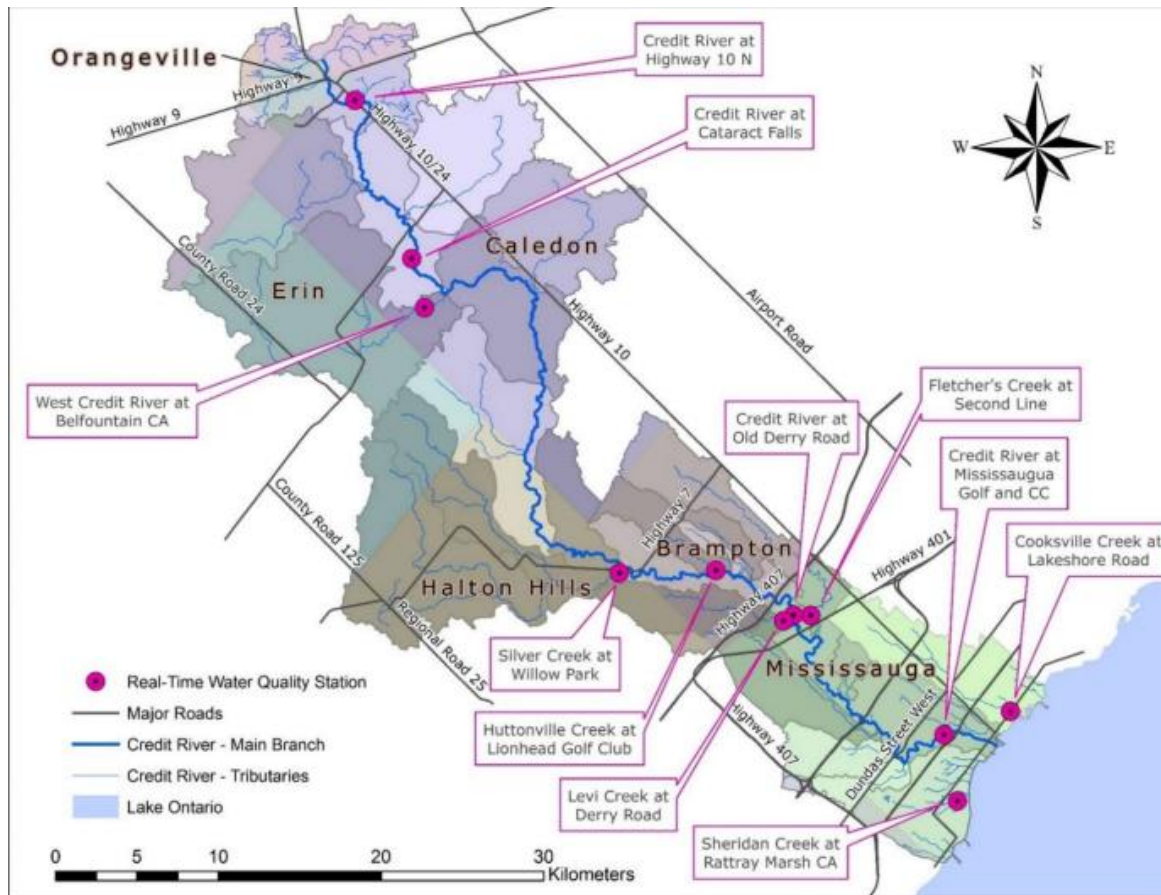 Orangeville
Highway 9
Highway 9
Credit River at
Highway 10 N
Credit River at
Cataract Falls
Highway 10/24
N
W
E
S
Caledon
Erin
County Road 24
Highway 10
Airport Road
West Credit River at
Belfountain CA
Fletcher's Creek at
Second Line
Credit River at
Old Derry Road
Credit River at
Mississaugua
Golf and CC
Cooksville Creek at
Lakeshore Road
County Road 125
Highway 7
Brampton
Highway 401
Halton Hills
Highway 407
Regional Road 25
Silver Creek at
Willow Park
Mississauga
Huttonville Creek at
Lionhead Golf Club
Highway 407
Dundas Street West
Levi Creek at
Derry Road
Sheridan Creek at
Rattray Marsh CA
Real-Time Water Quality Station
Major Roads
Credit River - Main Branch
Credit River - Tributaries
Lake Ontario
0 5 10 20 30
Kilometers